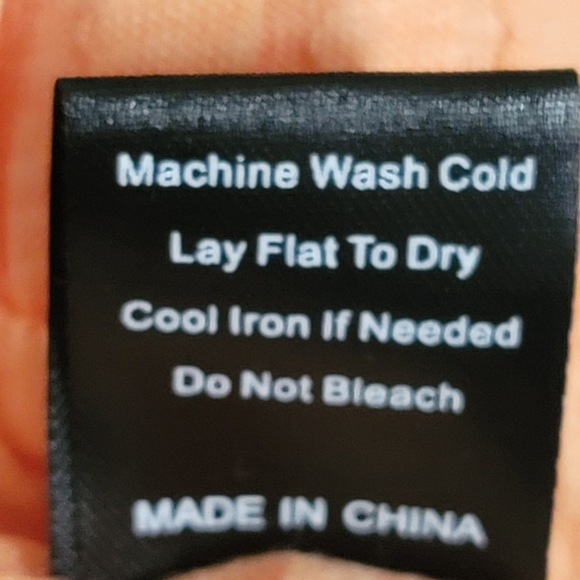 Machine Wash Cold
Lay Flat To Dry
Cool Iron If Needed
Do Not Bleach
MADE IN CHINA